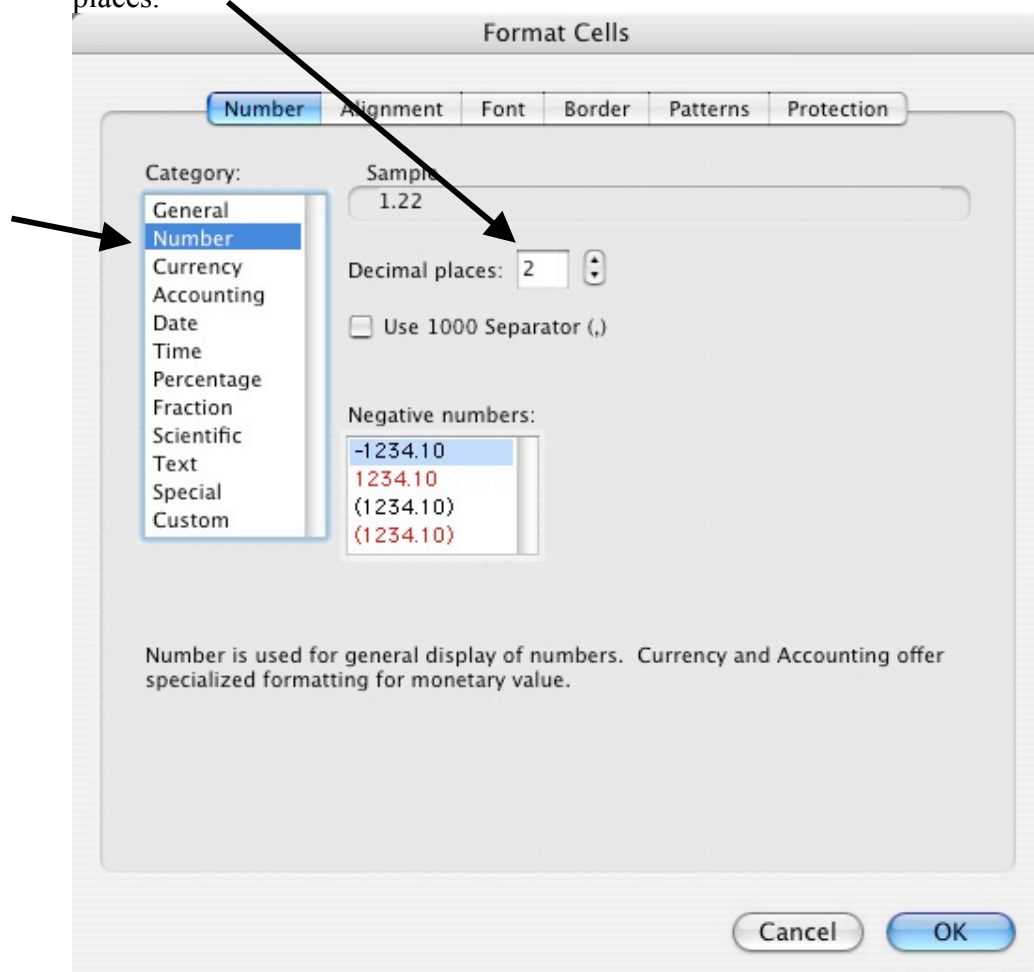 places.
Format Cells
Number Alignment Font Border Patterns Protection
Category:
General
Number
Currency
Accounting
Date
Time
Percentage
Fraction
Scientific
Text
Special
Custom
Sample
1.22
Decimal places: 2
Use 1000 Separator (,)
Negative numbers:
-1234.10
1234.10
(1234.10)
(1234.10)
Number is used for general display of numbers. Currency and Accounting offer
specialized formatting for monetary value.
Cancel OK